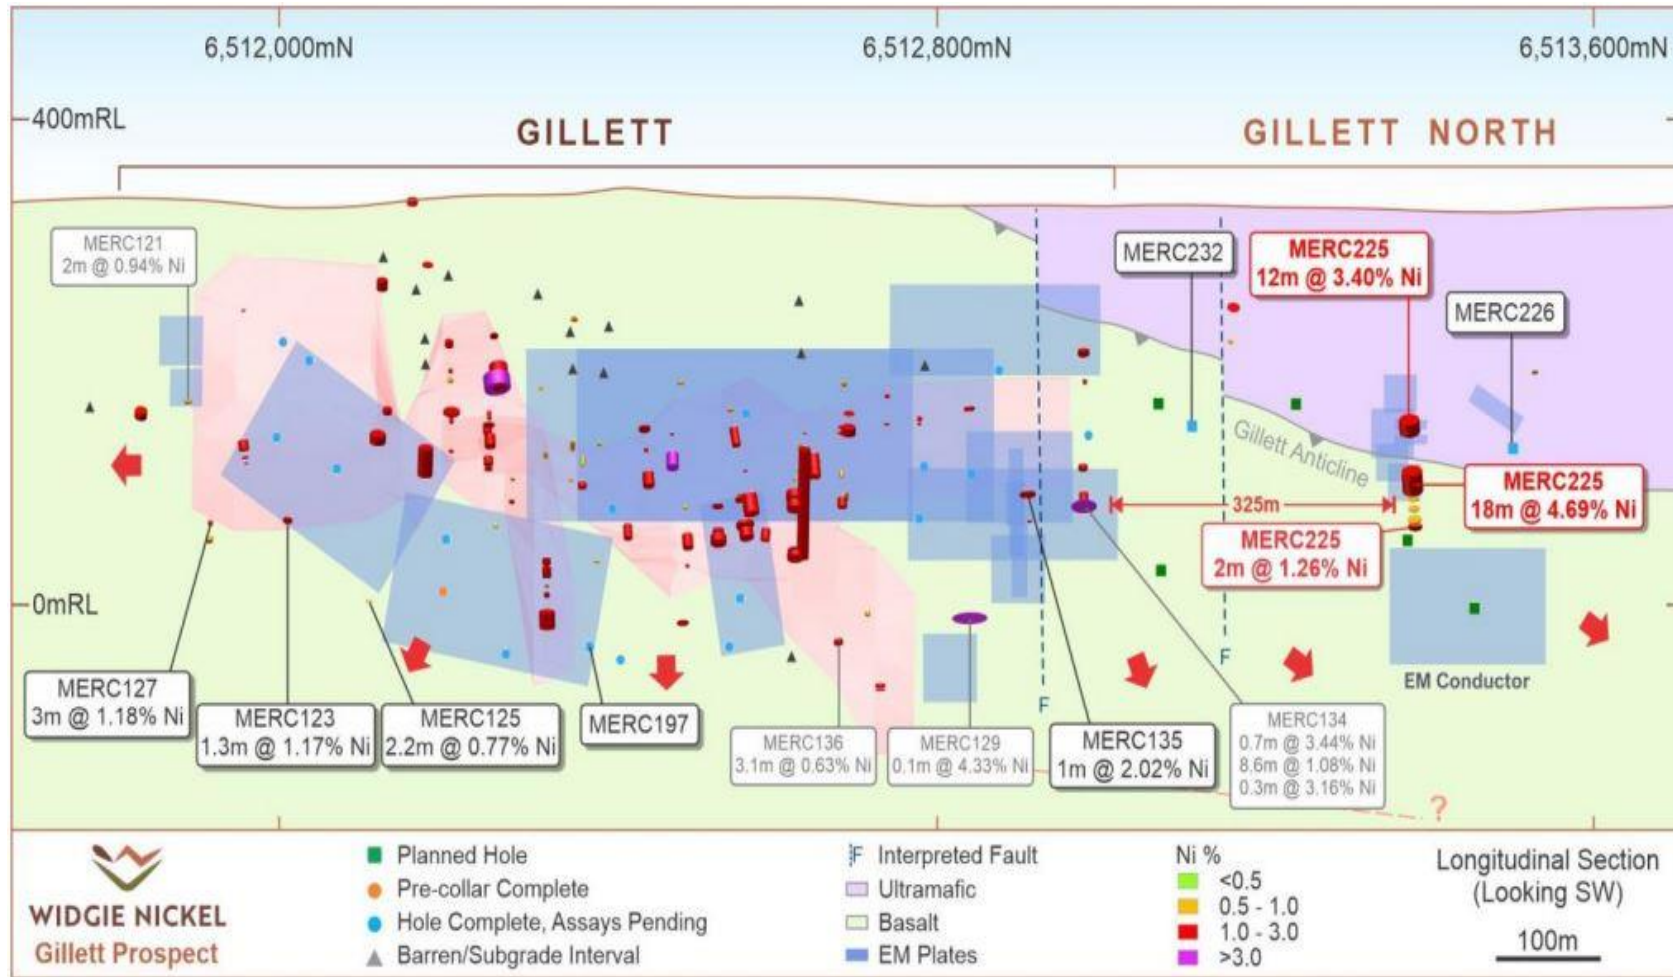 6,512,000mN
6,512,800mN
6,513,600mN
400mRL
GILLETT
GILLETT NORTH
MERC121
2m @ 0.94% Ni
MERC232
MERC225
12m @ 3.40% Ni
MERC226
Gillett Anticline
325m
MERC225
18m @ 4.69% Ni
MERC225
2m @ 1.26% Ni
0mRL
F
F
EM Conductor
MERC127
3m @ 1.18% Ni
MERC123
1.3m @ 1.17% Ni
MERC125
2.2m @ 0.77% Ni
MERC197
MERC136
3.1m @ 0.63% Ni
MERC129
0.1m @ 4.33% Ni
MERC135
1m @ 2.02% Ni
MERC134
0.7m @ 3.44% Ni
8.6m @ 1.08% Ni
0.3m @ 3.16% Ni
?
WIDGIE NICKEL
Gillett Prospect
Planned Hole
Pre-collar Complete
Hole Complete, Assays Pending
Barren/Subgrade Interval
F Interpreted Fault
Ultramafic
Basalt
EM Plates
Ni %
<0.5
0.5 - 1.0
1.0 - 3.0
>3.0
Longitudinal Section
(Looking SW)
100m